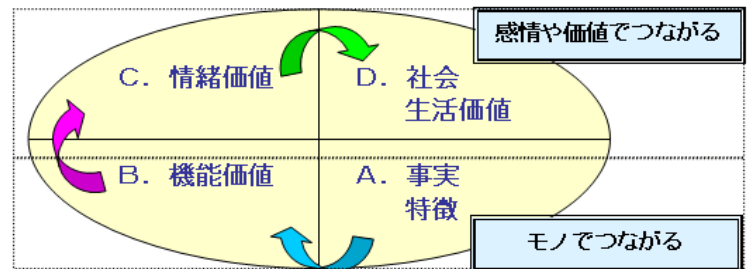 感情や価値でつながる
C．情緒価値
D．社会
生活価値
B．機能価値
A．事実
特徴
モノでつながる